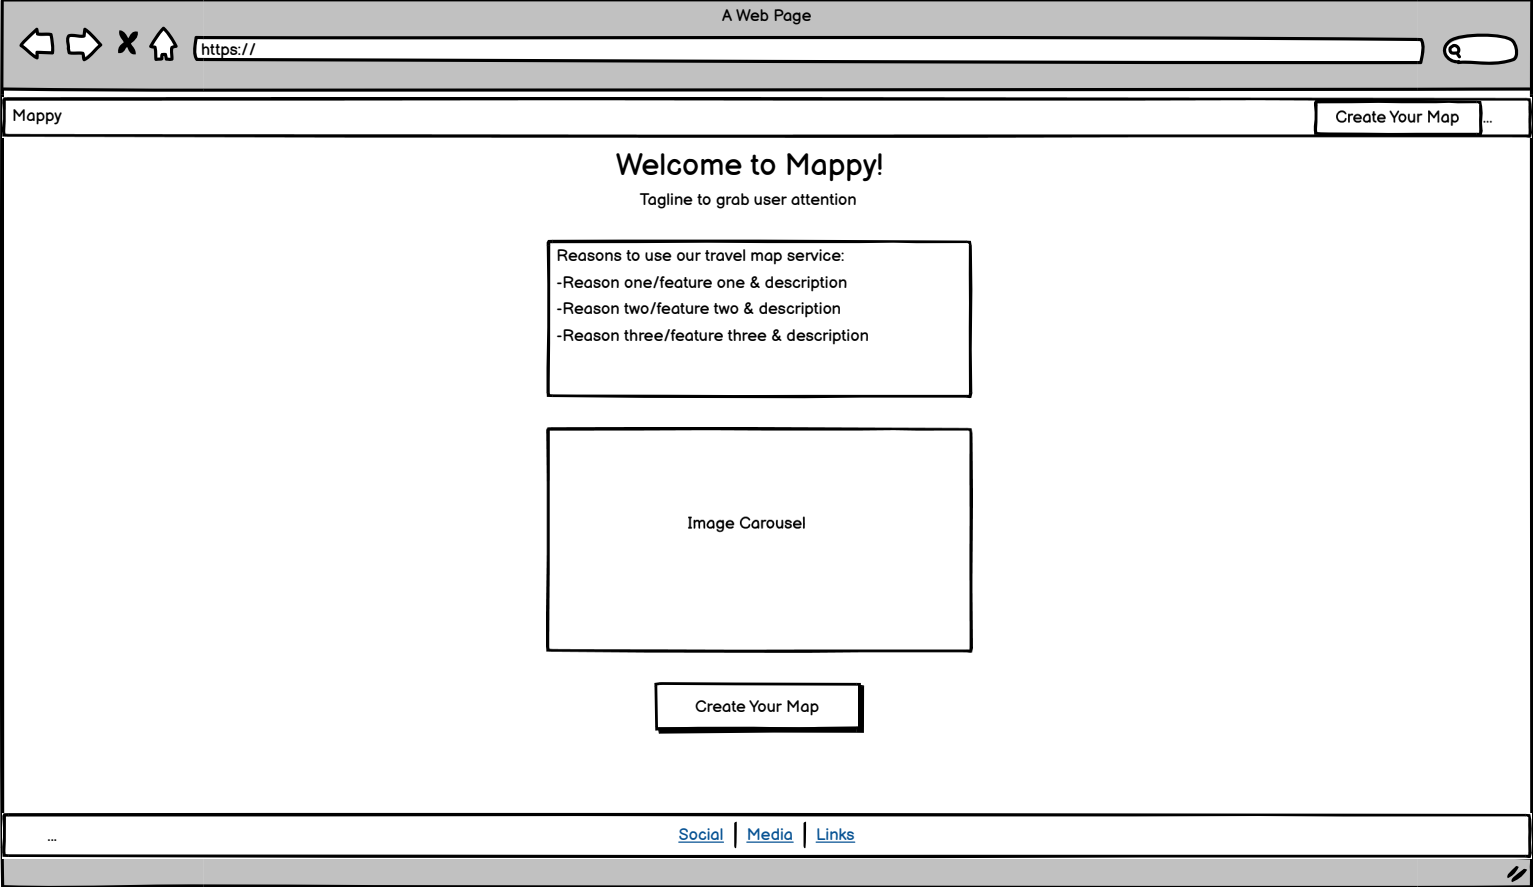 A Web Page
https://
Mappy
Create Your Map
...
Welcome to Mappy!
Tagline to grab user attention
Reasons to use our travel map service:
-Reason one/feature one & description
-Reason two/feature two & description
-Reason three/feature three & description
Image Carousel
Create Your Map
...
Social | Media | Links